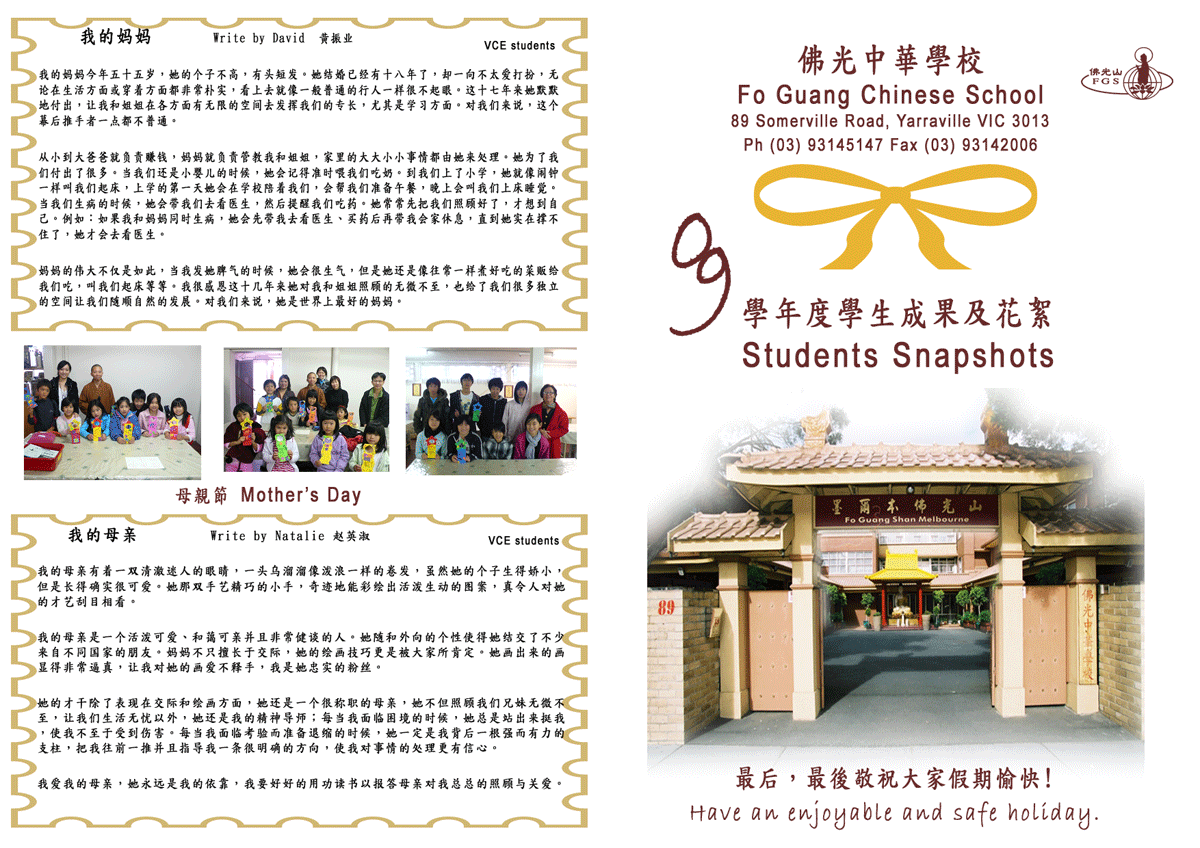 我的妈妈 Write by David 黄振业 VCE students
我的妈妈今年五十五岁，她的个子不高，有头短发。她结婚已经有十八年了，却一向不太爱打扮，无
论在生活方面或穿着方面都非常朴实，看上去就像一般普通的行人一样很不起眼。这十七年来她默默
地付出，让我和姐姐在各方面有无限的空间去发挥我们的专长，尤其是学习方面。对我们来说，这个
幕后推手者一点都不普通。
从小到大爸爸就负责赚钱，妈妈就负责管教我和姐姐，家里的大大小小事情都由她来处理。她为了我
们付出了很多。当我们还是小婴儿的时候，她会记得准时喂我们吃奶。到我们上了小学，她就像闹钟
一样叫我们起床，上学的第一天她会在学校陪着我们，会帮我们准备午餐，晚上会叫我们上床睡觉。
当我们生病的时候，她会带我们去看医生，然后提醒我们吃药。她常常先把我们照顾好了，才想到自
己。例如：如果我和妈妈同时生病，她会先带我去看医生、买药后再带我会家休息，直到她实在撑不
住了，她才会去看医生。
妈妈的伟大不仅是如此，当我发她脾气的时候，她会很生气，但是她还是像往常一样煮好吃的菜贩给
我们吃，叫我们起床等等。我很感恩这十几年来她对我和姐姐照顾的无微不至，也给了我们很多独立
的空间让我们随顺自然的发展。对我们来说，她是世界上最好的妈妈。
母親節 Mother's Day
我的母亲 Write by Natalie 赵英淑 VCE students
我的母亲有着一双清澈迷人的眼睛，一头乌溜溜像泼浪一样的卷发，虽然她的个子生得娇小，
但是长得确实很可爱。她那双手艺精巧的小手，奇迹地能彩绘出活泼生动的图案，真令人对她
的才艺刮目相看。
我的母亲是一个活泼可爱、和蔼可亲并且非常健谈的人。她随和外向的个性使得她结交了不少
来自不同国家的朋友。妈妈不只擅长于交际，她的绘画技巧更是被大家所肯定。她画出来的画
显得非常逼真，让我对她的画爱不释手，我是她忠实的粉丝。
她的才干除了表现在交际和绘画方面，她还是一个很称职的母亲，她不但照顾我们兄妹无微不
至，让我们生活无忧以外，她还是我的精神导师；每当我面临困境的时候，她总是站出来挺我
，使我不至于受到伤害。每当我面临考验而准备退缩的时候，她一定是我背后一根强而有力的
支柱，把我往前一推并且指导我一条很明确的方向，使我对事情的处理更有信心。
我爱我的母亲，她永远是我的依靠，我要好好的用功读书以报答母亲对我总总的照顾与关爱。
佛光中華學校
Fo Guang Chinese School
89 Somerville Road, Yarraville VIC 3013
Ph (03) 93145147 Fax (03) 93142006
佛光山
FGS
99
學年度學生成果及花絮
Students Snapshots
墨爾本佛光山
Fo Guang Shan Melbourne
89
佛光中華學校
最后，最後敬祝大家假期愉快!
Have an enjoyable and safe holiday.